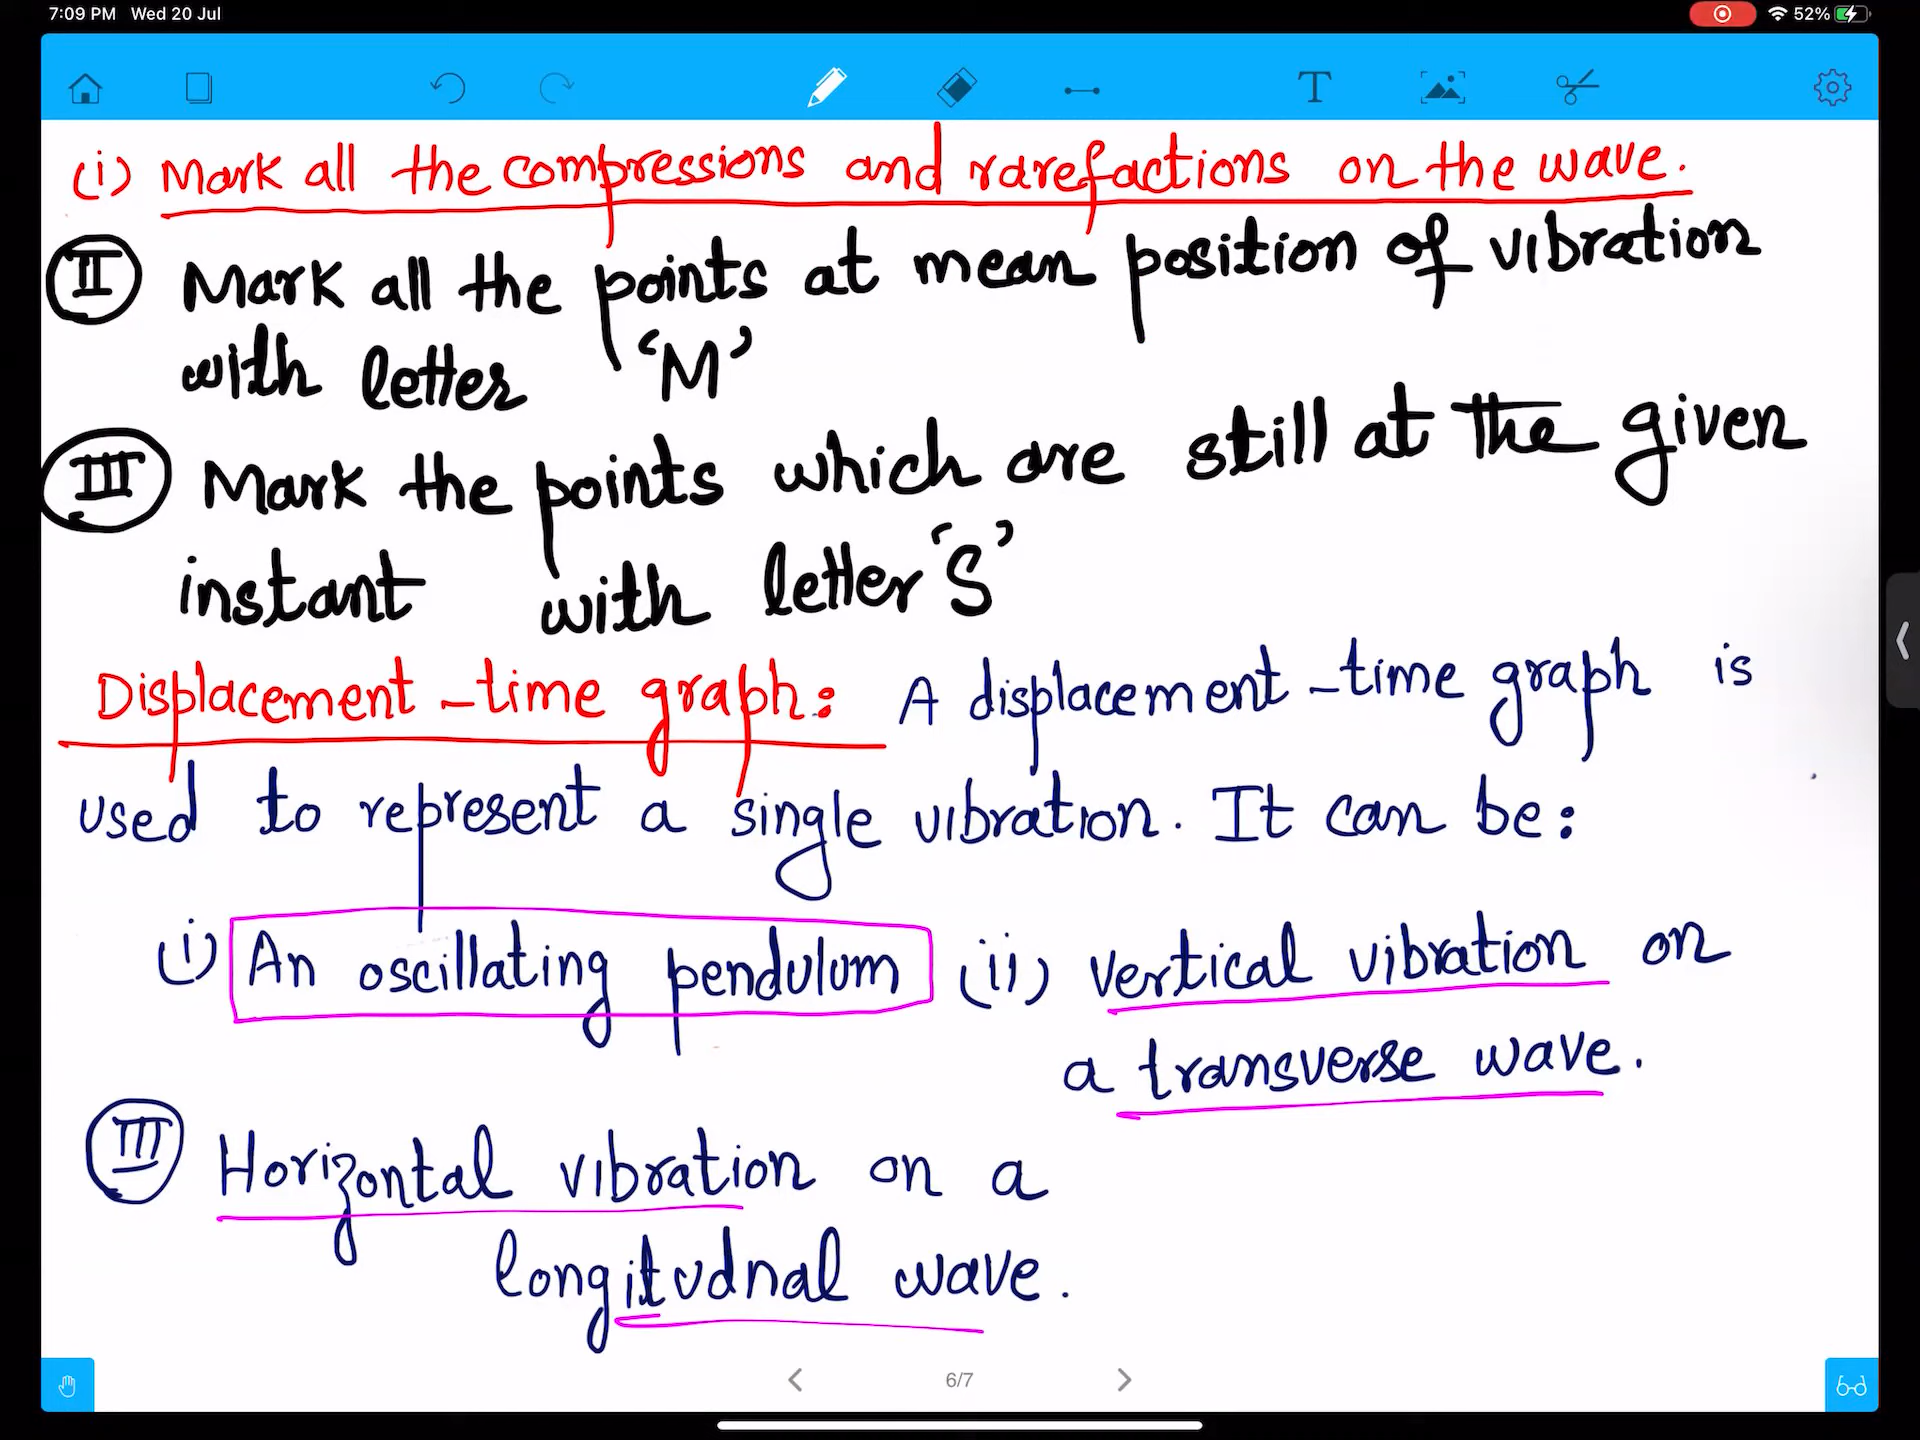 7:09 PM Wed 20 Jul 52%
T
(i) Mark all the compressions and rarefactions on the wave.
II Mark all the points at mean position of vibration
with letter 'M'
III Mark the points which are still at the given
instant with letter 'S'
Displacement-time graph: A displacement-time graph is
used to represent a single vibration. It can be:
(i) An oscillating pendulum (ii) vertical vibration on
a transverse wave.
III Horizontal vibration on a
longitudnal wave.
6/7